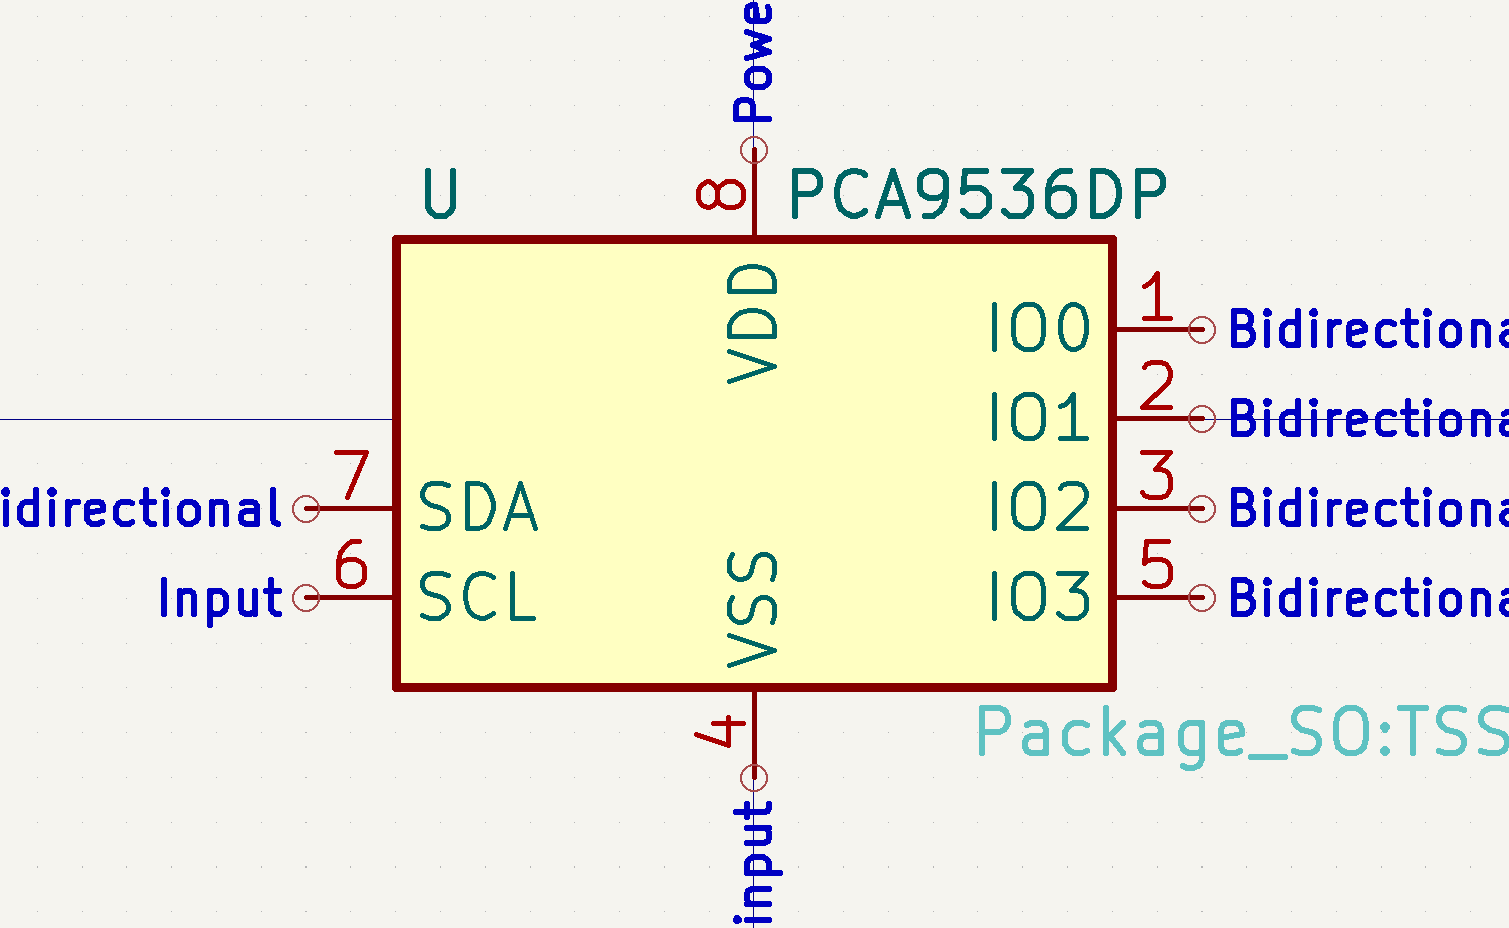 Powe
U
8
PCA9536DP
VDD
1
IO0
Bidirectiona
2
IO1
Bidirectiona
7
idirectional
SDA
3
IO2
Bidirectiona
6
Input
SCL
5
IO3
Bidirectiona
VSS
4
Package_SO:TSS
input